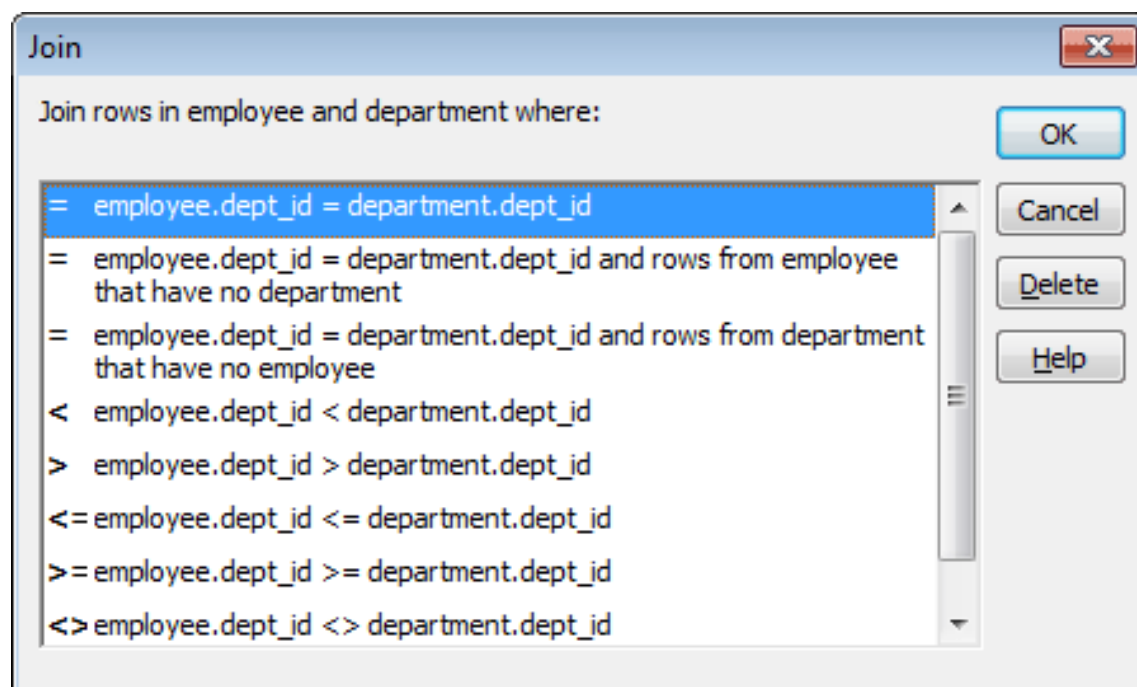 Join
Join rows in employee and department where:
OK
= employee.dept_id = department.dept_id
Cancel
= employee.dept_id = department.dept_id and rows from employee
that have no department
Delete
= employee.dept_id = department.dept_id and rows from department
that have no employee
Help
< employee.dept_id < department.dept_id
> employee.dept_id > department.dept_id
<= employee.dept_id <= department.dept_id
>= employee.dept_id >= department.dept_id
<> employee.dept_id <> department.dept_id